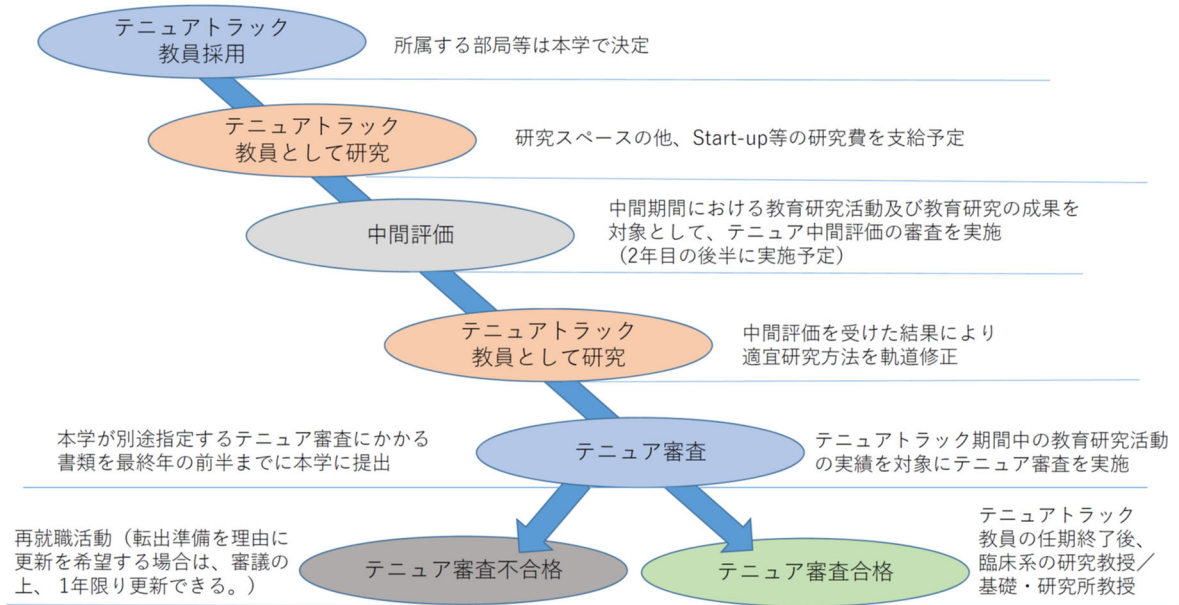 テニュアトラック
教員採用
所属する部局等は本学で決定
テニュアトラック
教員として研究
研究スペースの他、Start-up等の研究費を支給予定
中間評価
中間期間における教育研究活動及び教育研究の成果を
対象として、テニュア中間評価の審査を実施
（2年目の後半に実施予定）
テニュアトラック
教員として研究
中間評価を受けた結果により
適宜研究方法を軌道修正
本学が別途指定するテニュア審査にかかる
書類を最終年の前半までに本学に提出
テニュア審査
テニュアトラック期間中の教育研究活動
の実績を対象にテニュア審査を実施
再就職活動（転出準備を理由に
更新を希望する場合は、審議の
上、 1年限り更新できる。）
テニュア審査不合格
テニュア審査合格
テニュアトラック
教員の任期終了後、
臨床系の研究教授／
基礎・研究所教授